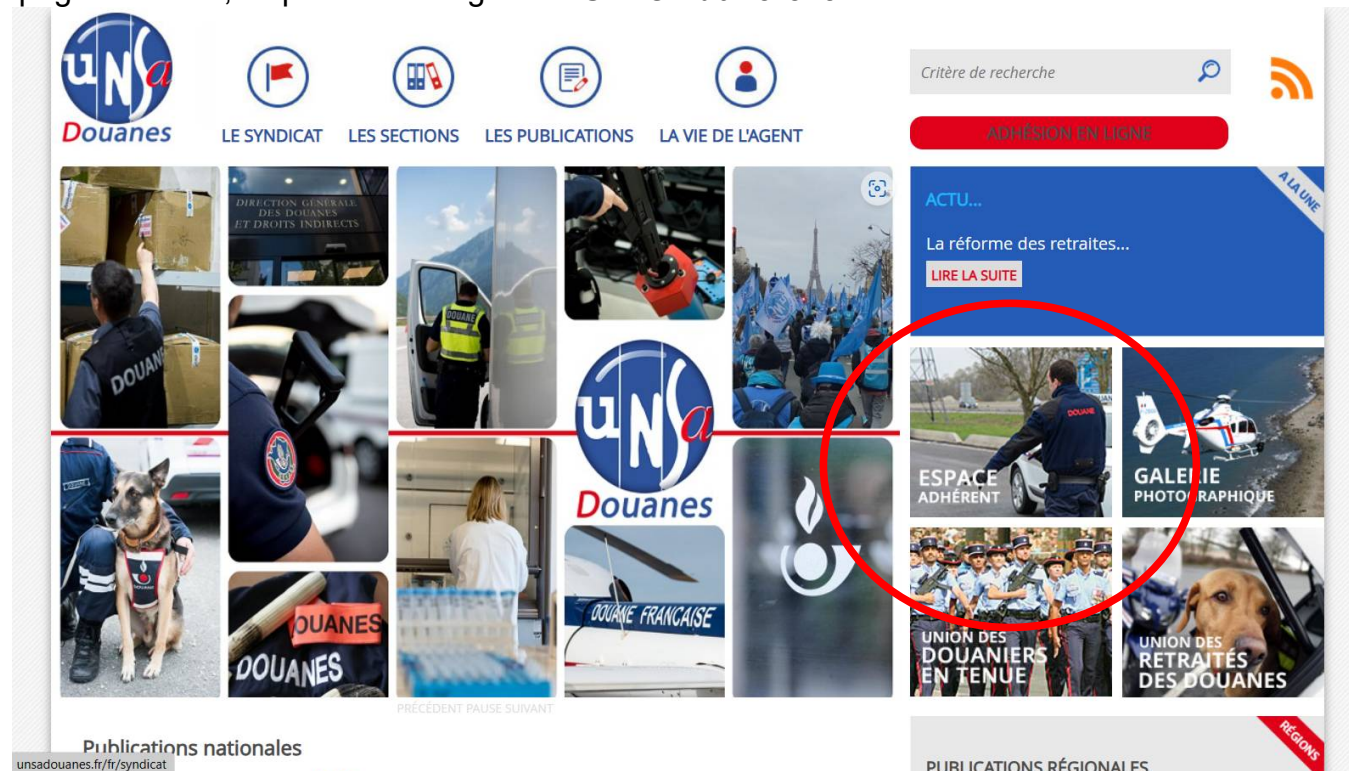 UNSa
Douanes
LE SYNDICAT
LES SECTIONS
LES PUBLICATIONS
LA VIE DE L'AGENT
Critère de recherche
ADHÉSION EN LIGNE
A LA UNE
ACTU...
La réforme des retraites...
LIRE LA SUITE
DIRECTION GÉNÉRALE
DES DOUANES
ET DROITS INDIRECTS
DOUANE
UNSa
Douanes
OUANES
DOUANES
DOUANE FRANÇAISE
DOUANE
ESPACE
ADHÉRENT
GALERIE
PHOTOGRAPHIQUE
UNION DES
DOUANIERS
EN TENUE
UNION DES
RETRAITÉS
DES DOUANES
PRÉCÉDENT PAUSE SUIVANT
Publications nationales
RÉGIONS
PUBLICATIONS RÉGIONALES
unsadouanes.fr/fr/syndicat